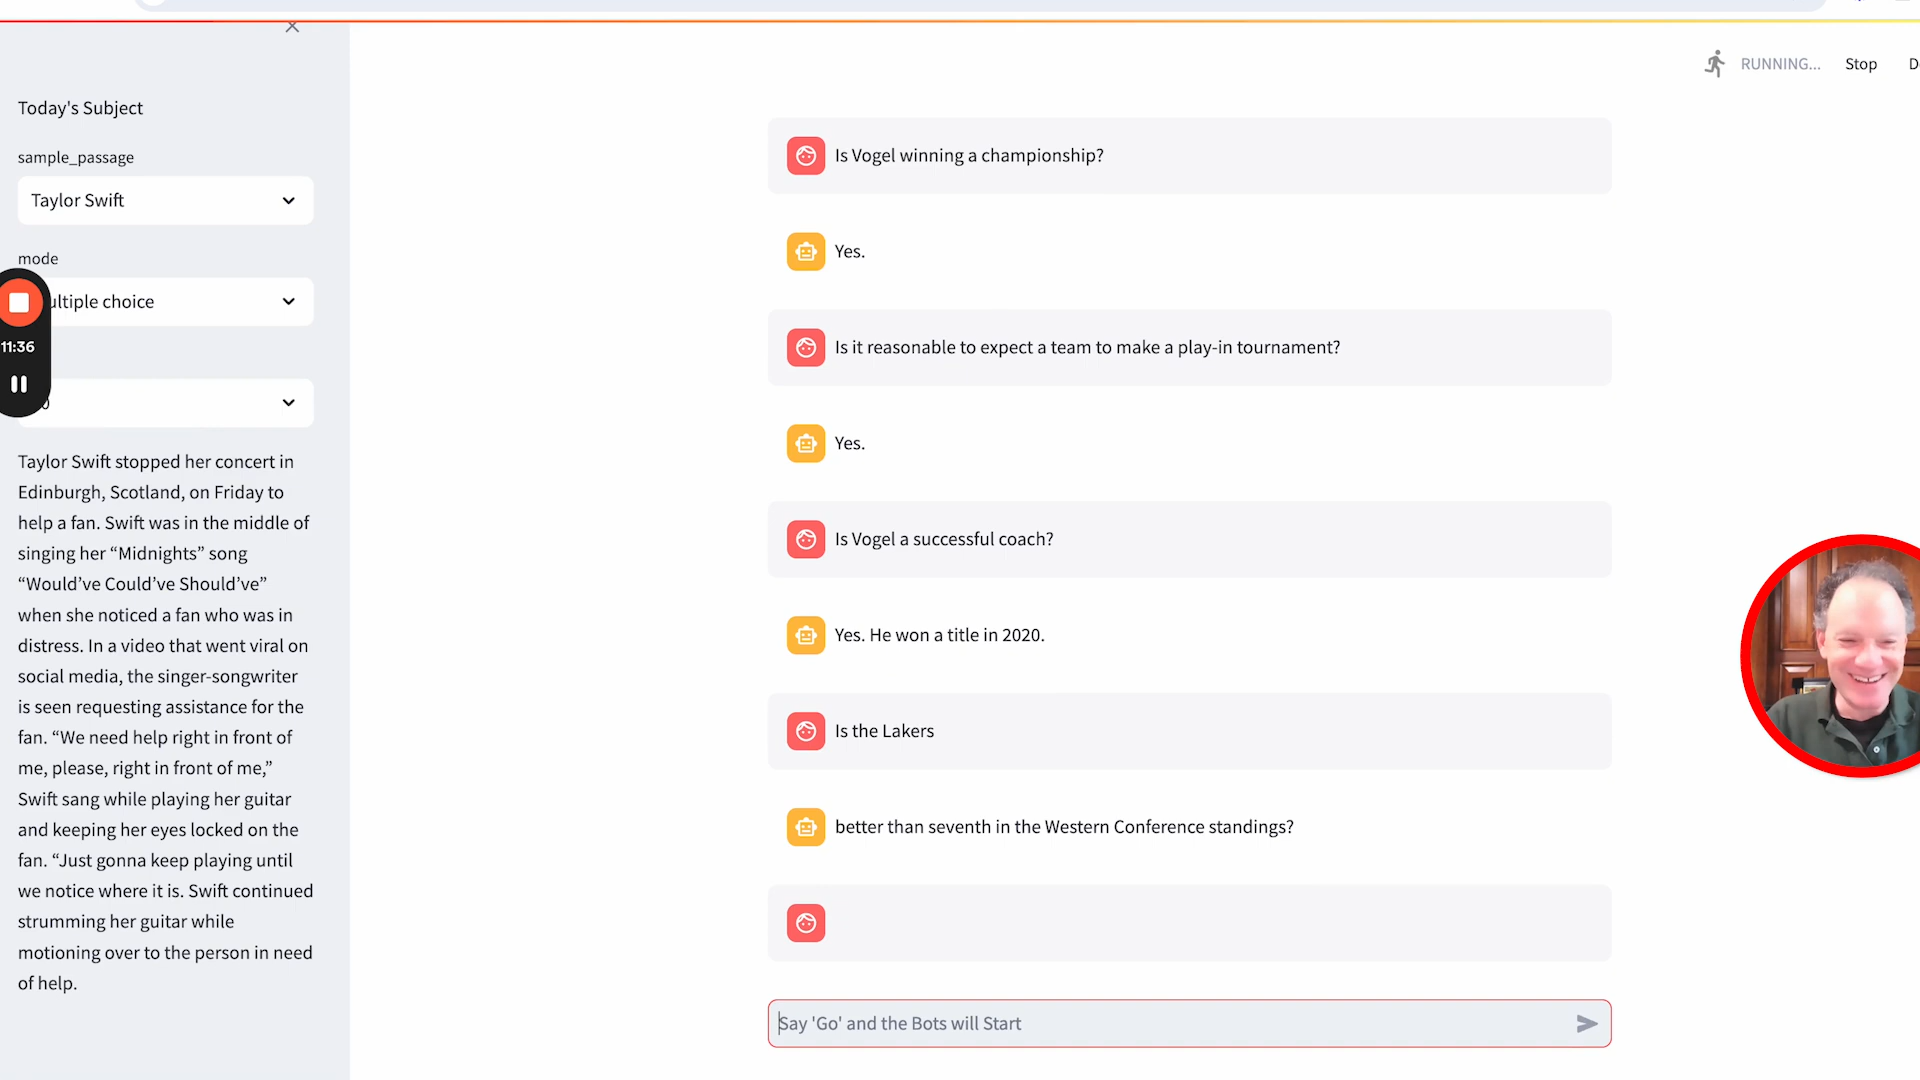 RUNNING...
Stop
Today's Subject
sample_passage
Taylor Swift
mode
ultiple choice
11:36
Taylor Swift stopped her concert in
Edinburgh, Scotland, on Friday to
help a fan. Swift was in the middle of
singing her “Midnights” song
“Would’ve Could’ve Should’ve”
when she noticed a fan who was in
distress. In a video that went viral on
social media, the singer-songwriter
is seen requesting assistance for the
fan. “We need help right in front of
me, please, right in front of me,”
Swift sang while playing her guitar
and keeping her eyes locked on the
fan. “Just gonna keep playing until
we notice where it is. Swift continued
strumming her guitar while
motioning over to the person in need
of help.
Is Vogel winning a championship?
Yes.
Is it reasonable to expect a team to make a play-in tournament?
Yes.
Is Vogel a successful coach?
Yes. He won a title in 2020.
Is the Lakers
better than seventh in the Western Conference standings?
Say 'Go' and the Bots will Start